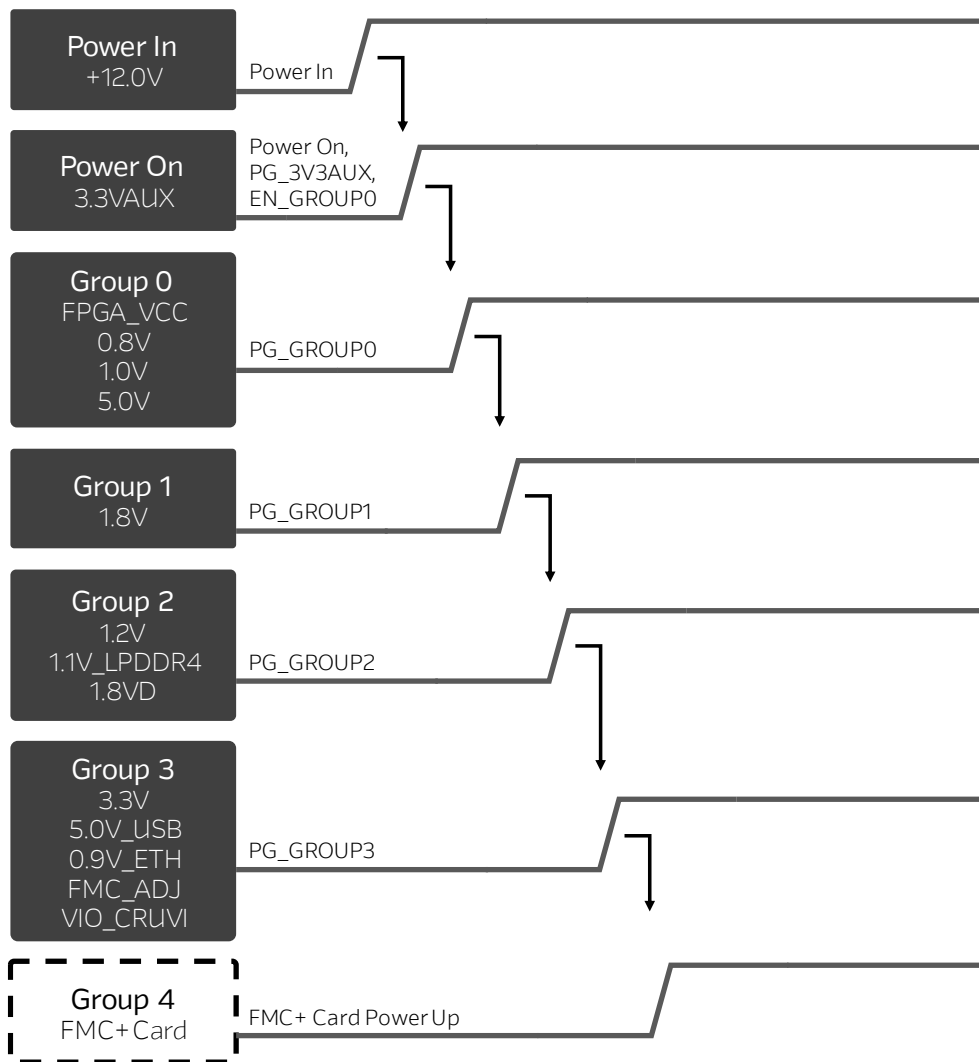 Power In
+12.0V
Power In
Power On
3.3VAUX
Power On,
PG_3V3AUX,
EN_GROUP0
Group 0
FPGA_VCC
0.8V
1.0V
5.0V
PG_GROUP0
Group 1
1.8V
PG_GROUP1
Group 2
1.2V
1.1V_LPDDR4
1.8VD
PG_GROUP2
Group 3
3.3V
5.0V_USB
0.9V_ETH
FMC_ADJ
VIO_CRUVI
PG_GROUP3
Group 4
FMC+ Card
FMC+ Card Power Up